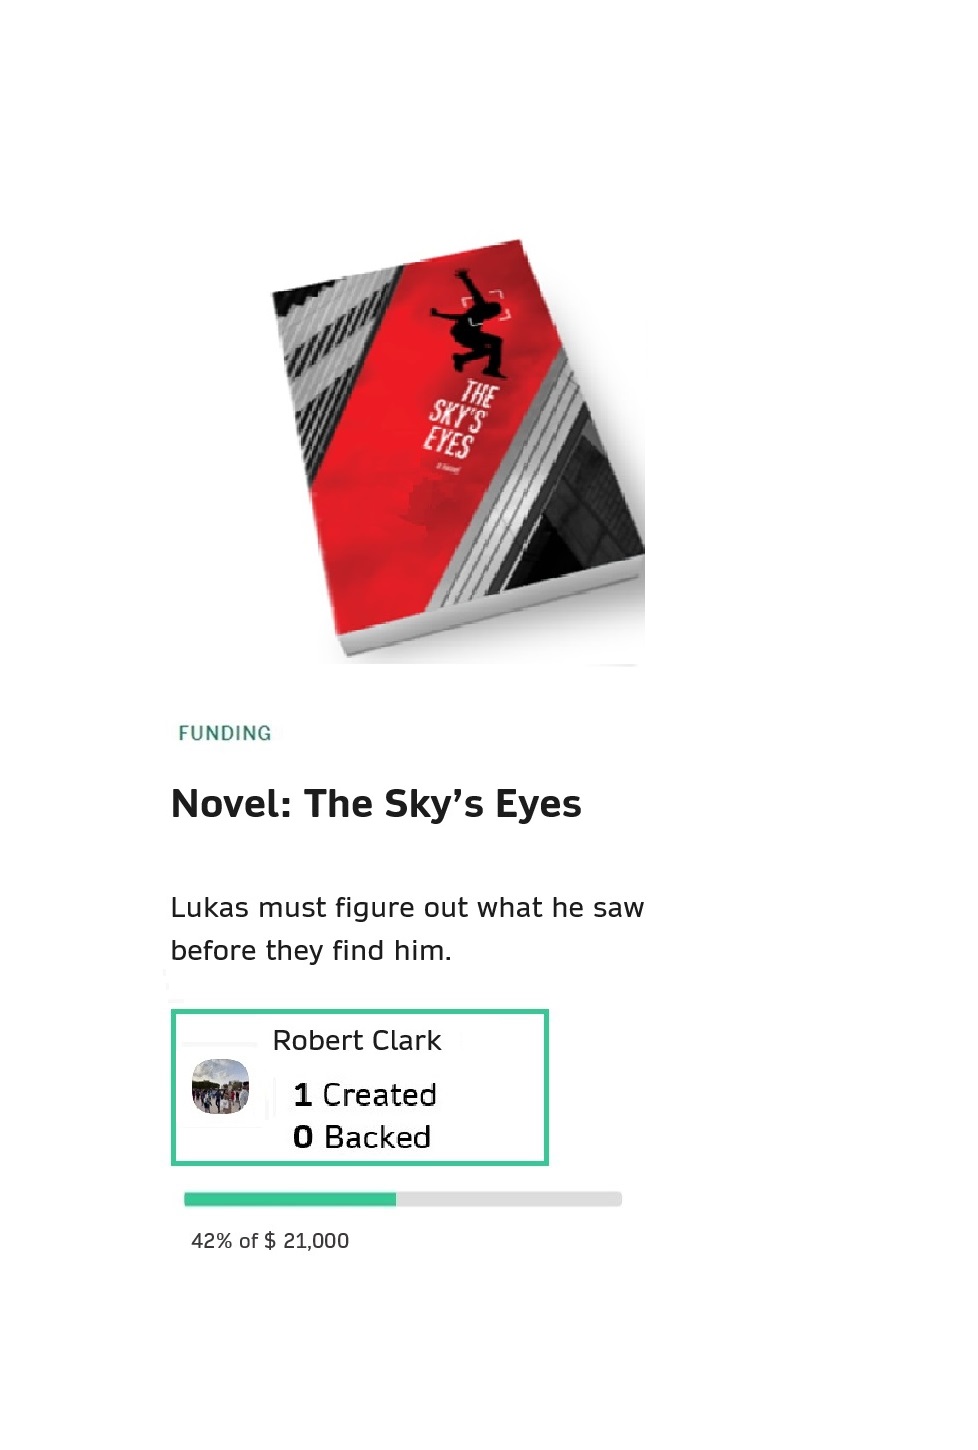 THE
SKY'S
EYES
a novel
FUNDING
Novel: The Sky’s Eyes
Lukas must figure out what he saw
before they find him.
Robert Clark
1 Created
0 Backed
42% of $ 21,000